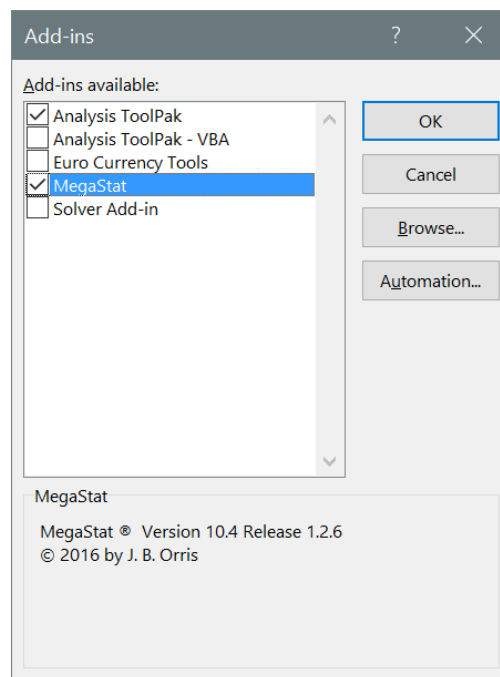 Add-ins ?
Add-ins available:
Analysis ToolPak
Analysis ToolPak - VBA
Euro Currency Tools
MegaStat
Solver Add-in
OK
Cancel
Browse...
Automation...
MegaStat
MegaStat ® Version 10.4 Release 1.2.6
© 2016 by J. B. Orris